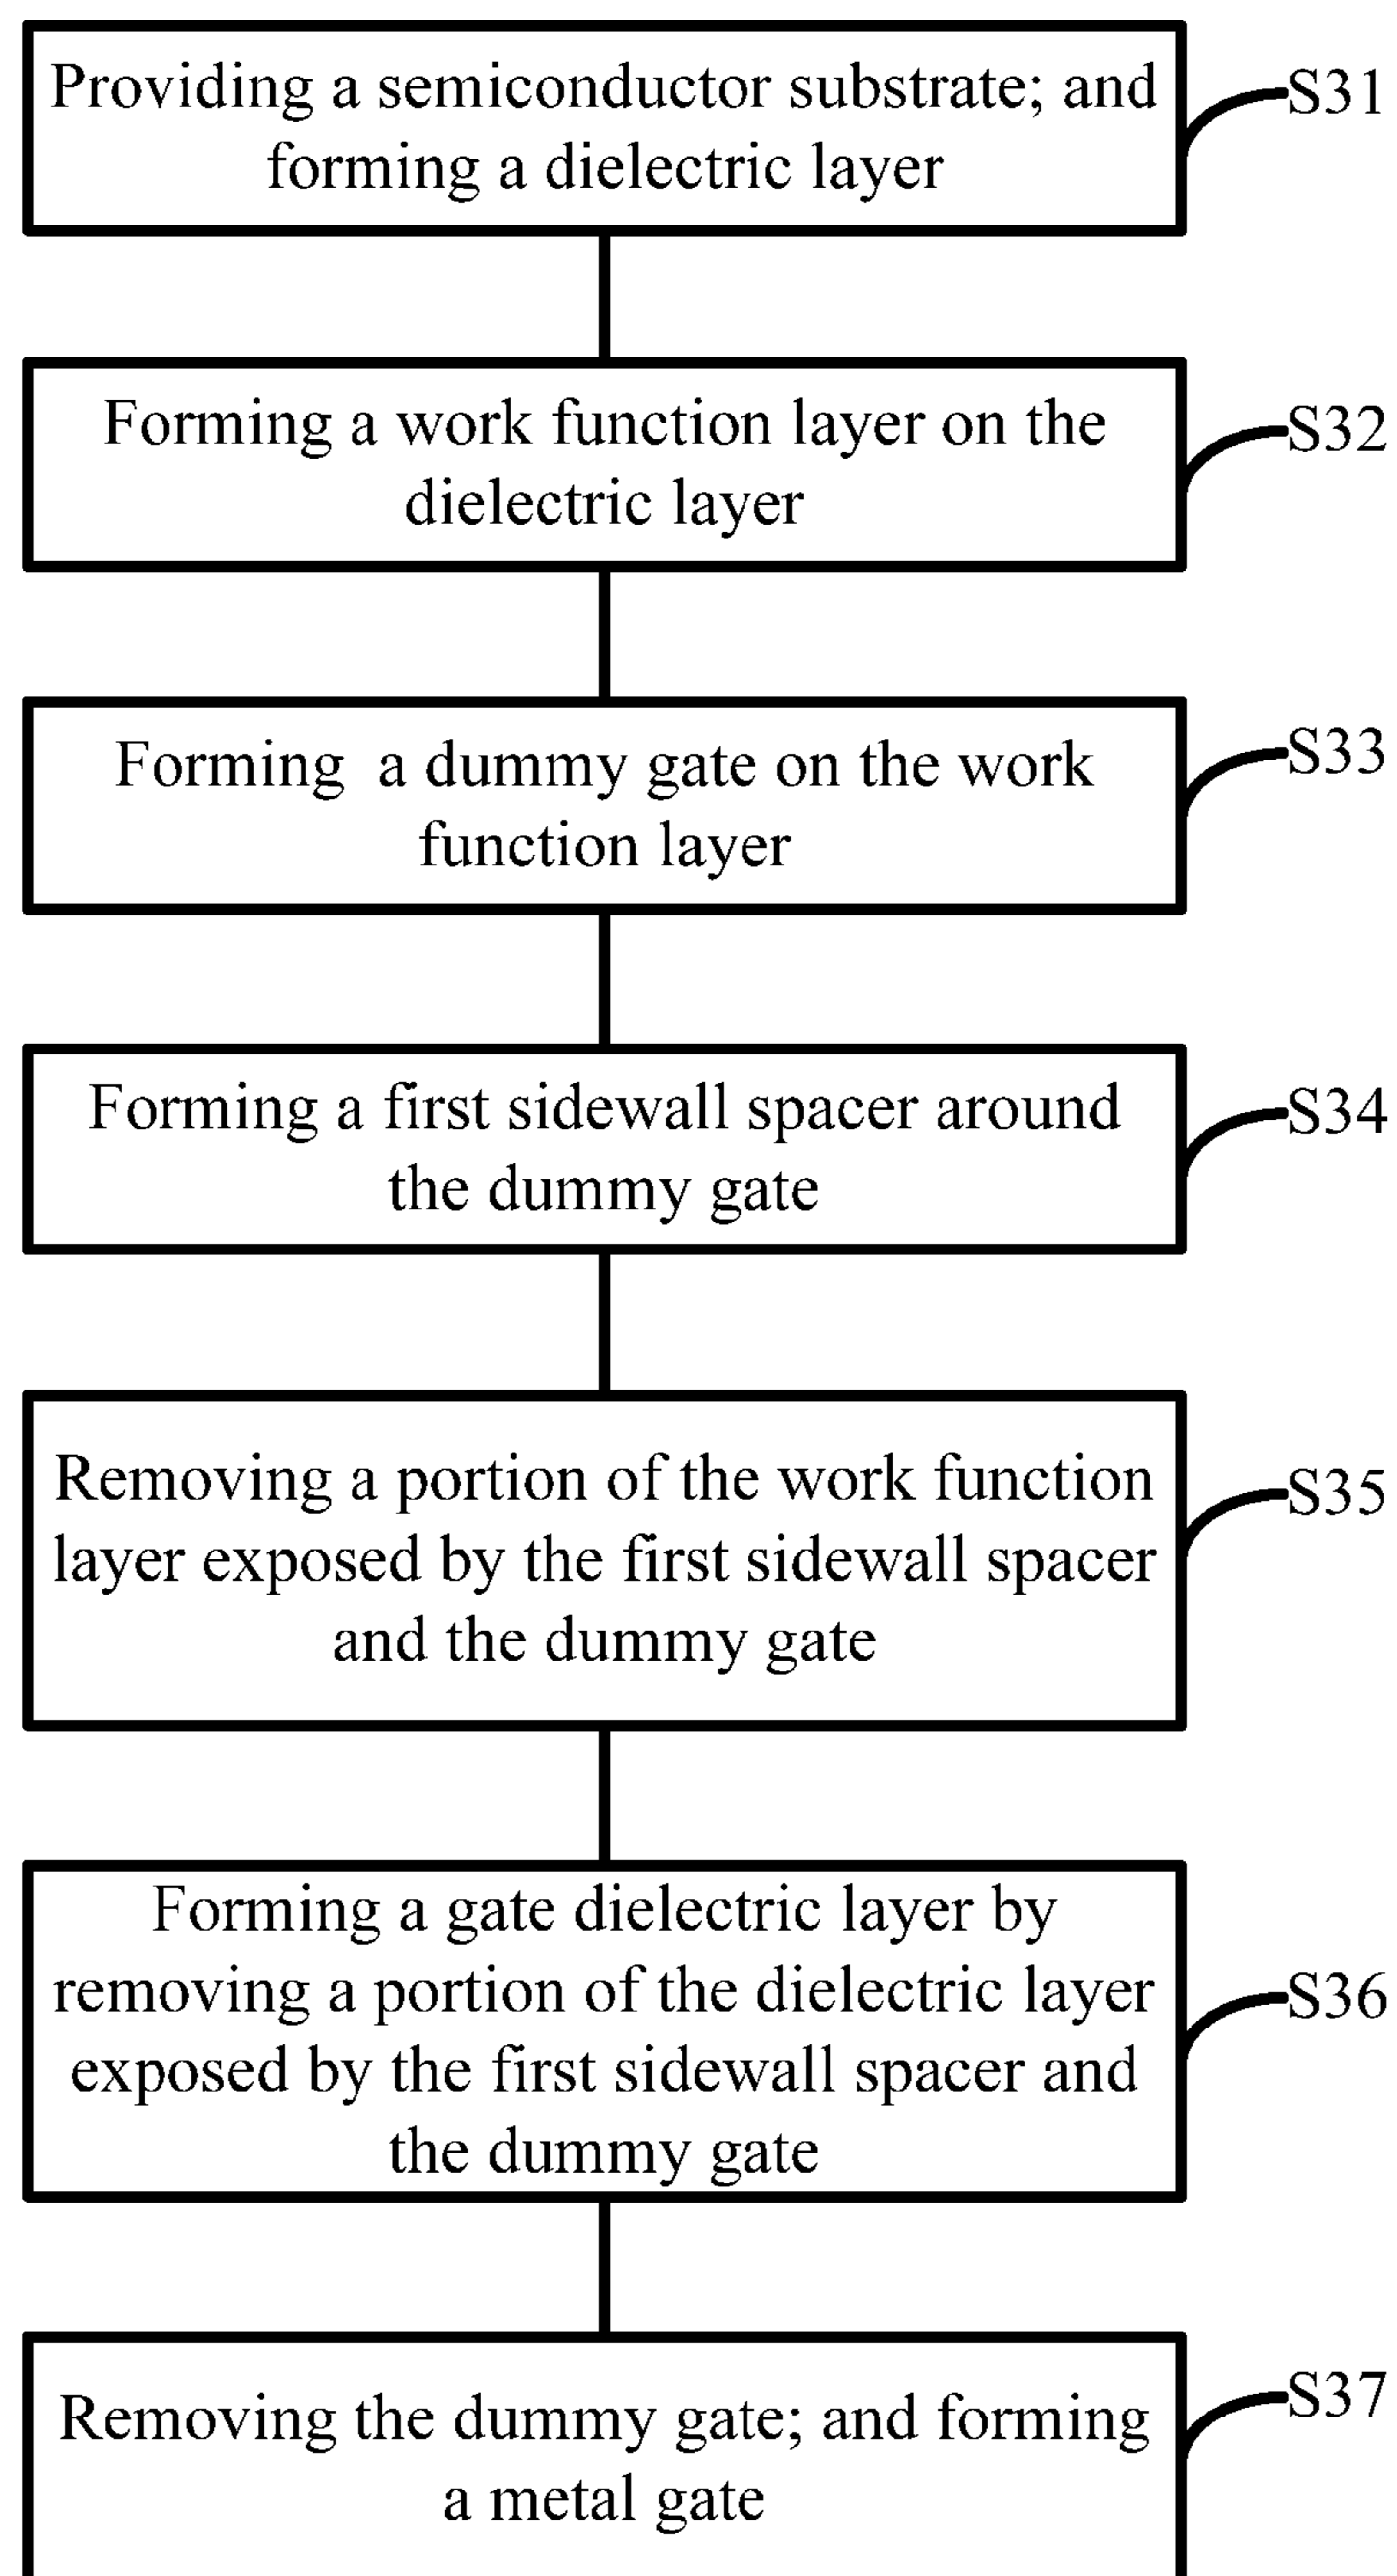 Providing a semiconductor substrate; and
forming a dielectric layer
S31
Forming a work function layer on the
dielectric layer
S32
Forming a dummy gate on the work
function layer
S33
Forming a first sidewall spacer around
the dummy gate
S34
Removing a portion of the work function
layer exposed by the first sidewall spacer
and the dummy gate
S35
Forming a gate dielectric layer by
removing a portion of the dielectric layer
exposed by the first sidewall spacer and
the dummy gate
S36
Removing the dummy gate; and forming
a metal gate
S37